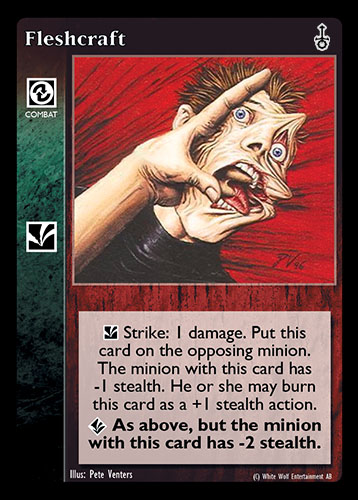 Fleshcraft
COMBAT
PV 96
Strike: 1 damage. Put this
card on the opposing minion.
The minion with this card has
-1 stealth. He or she may burn
this card as a +1 stealth action.
As above, but the minion
with this card has -2 stealth.
Illus: Pete Venters
(C) White Wolf Entertainment AB